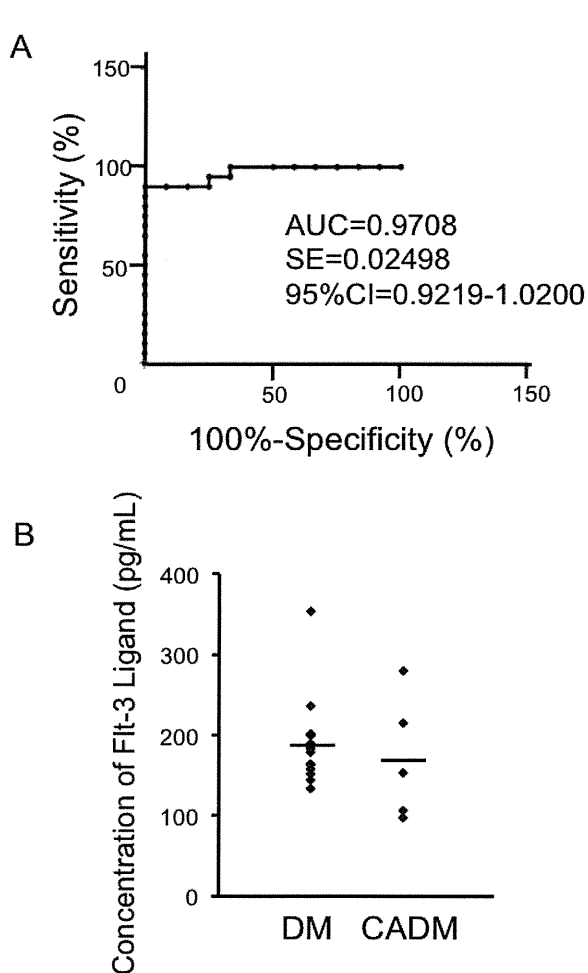 A
150
100
50
0
50
100
150
Sensitivity (%)
AUC=0.9708
SE=0.02498
95%CI=0.9219-1.0200
100%-Specificity (%)
B
400
300
200
100
0
Concentration of Flt-3 Ligand (pg/mL)
DM CADM